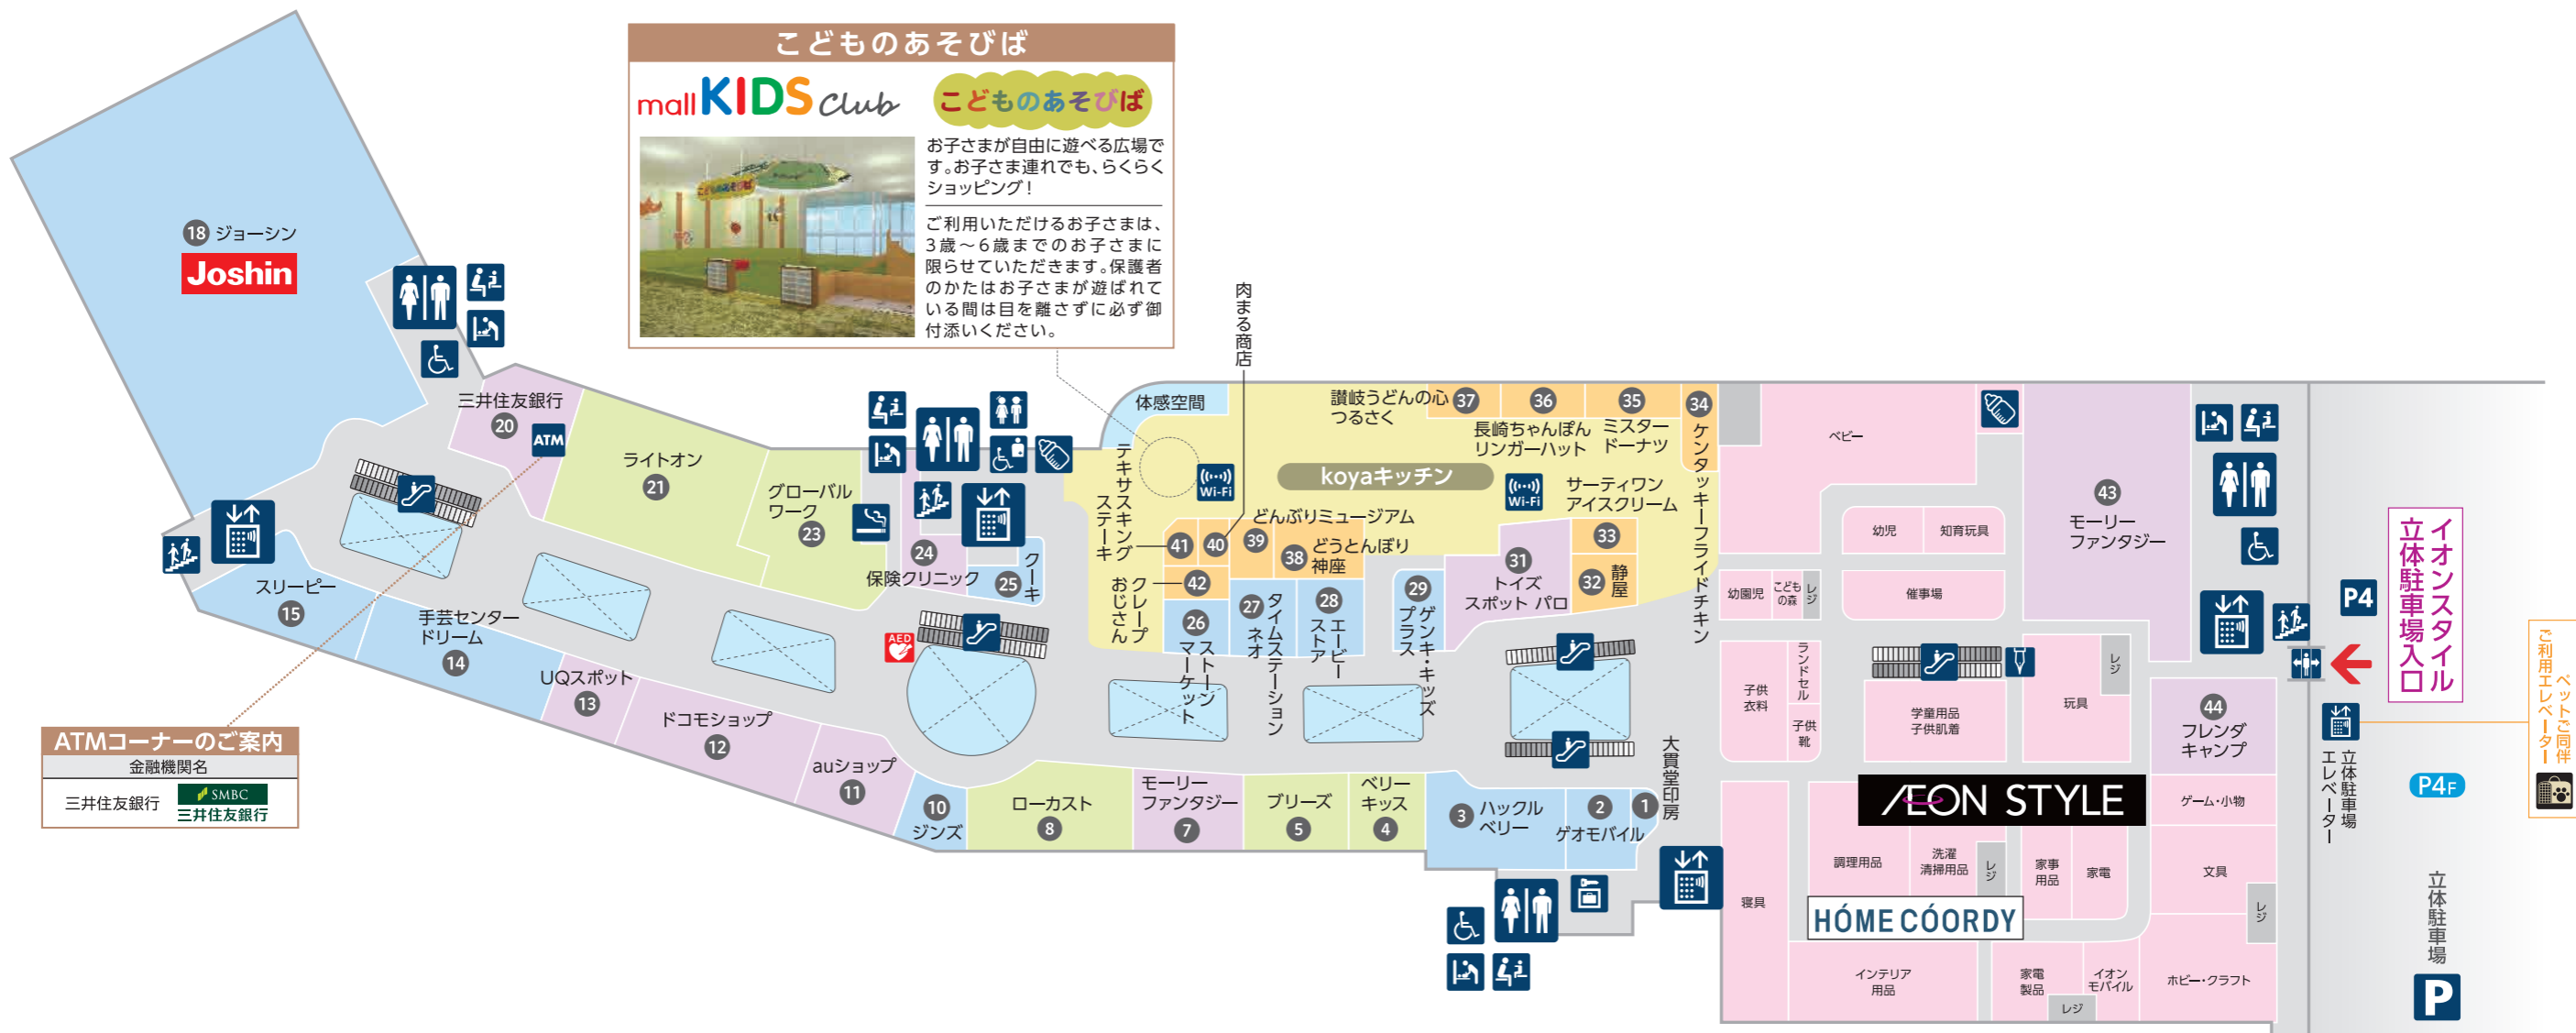 こどものあそびば
mall KIDS Club
こどものあそびば
お子さまが自由に遊べる広場で
す。お子さま連れでも、らくらく
ショッピング！
ご利用いただけるお子さまは、
3歳～6歳までのお子さまに
限らせていただきます。保護者
のかたはお子さまが遊ばれて
いる間は目を離さずに必ず御
付添いください。
こどものあそびば
18 ジョーシン
Joshin
三井住友銀行
20
ATM
ライトオン
21
グローバル
ワーク
23
24
保険クリニック
クーキ
25
スリーピー
15
手芸センター
ドリーム
14
UQスポット
13
ドコモショップ
12
auショップ
11
10
ジンズ
AED
ATMコーナーのご案内
金融機関名
三井住友銀行
SMBC
三井住友銀行
体感空間
肉まる商店
Wi-Fi
koyaキッチン
Wi-Fi
讃岐うどんの心
つるさく
37
36
長崎ちゃんぽん
リンガーハット
35
ミスター
ドーナツ
34
ケンタッキーフライドチキン
サーティワン
アイスクリーム
33
32
静屋
テキサスキング
ステーキ
41
40
どんぶりミュージアム
39
38
どうとんぼり
神座
クレープ
おじさん
42
26
ストーン
マーケット
27
タイムステーション
ネオ
28
エービー
ストア
29
ゲンキ・キッズ
プラス
31
トイズ
スポット パロ
ローカスト
8
モーリー
ファンタジー
7
ブリーズ
5
ベリー
キッス
4
3
ハックル
ベリー
2
ゲオモバイル
1
大貫堂印房
ベビー
幼児
知育玩具
幼園児
こども
の森
レジ
催事場
子供
衣料
ランドセル
子供
靴
学童用品
子供肌着
玩具
レジ
43
モーリー
ファンタジー
44
フレンダ
キャンプ
ÆON STYLE
ゲーム・小物
調理用品
洗濯
清掃用品
レジ
家事
用品
家電
文具
レジ
寝具
HÓME CÓORDY
インテリア
用品
家電
製品
レジ
イオン
モバイル
ホビー・クラフト
イオンスタイル
立体駐車場入口
P4
立体駐車場
エレベーター
ペットご同伴
ご利用エレベーター
P4F
立体駐車場
P